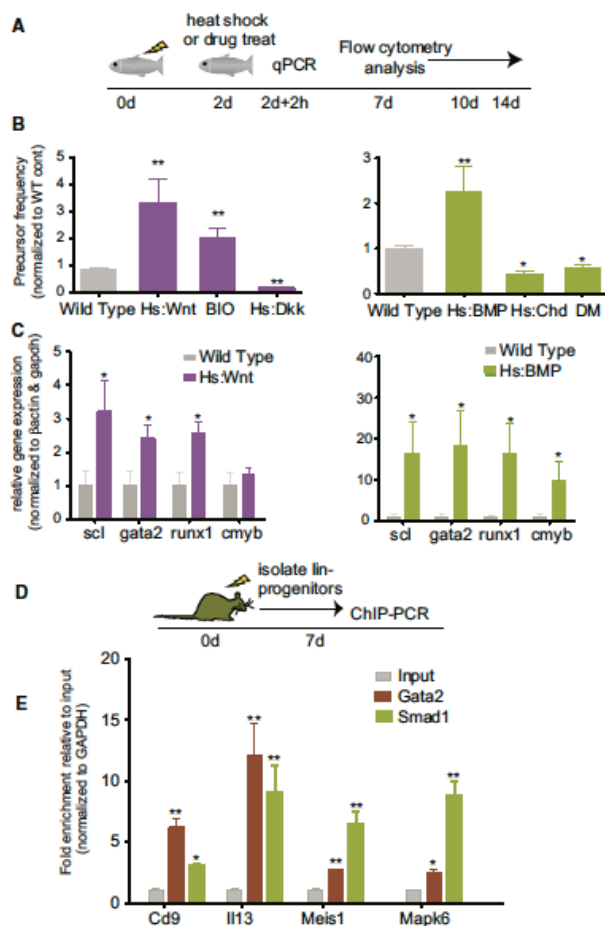 A
heat shock
or drug treat
qPCR
Flow cytometry
analysis
0d 2d 2d+2h 7d 10d 14d
B
Precursor frequency
(normalized to WT cont)
5
4
3
2
1
0
** ** **
Wild Type Hs:Wnt BIO Hs:Dkk
3
2
1
0
** * *
Wild Type Hs:BMP Hs:Chd DM
C
relative gene expression
(normalized to βactin & gapdh)
5
4
3
2
1
0
Wild Type
Hs:Wnt
* * *
scl gata2 runx1 cmyb
40
30
20
10
0
Wild Type
Hs:BMP
* * * *
scl gata2 runx1 cmyb
D
isolate lin-
progenitors
ChIP-PCR
0d 7d
E
Fold enrichment relative to input
(normalized to GAPDH)
20
15
10
5
0
Input
Gata2
Smad1
** * ** ** ** ** * **
Cd9 Il13 Meis1 Mapk6